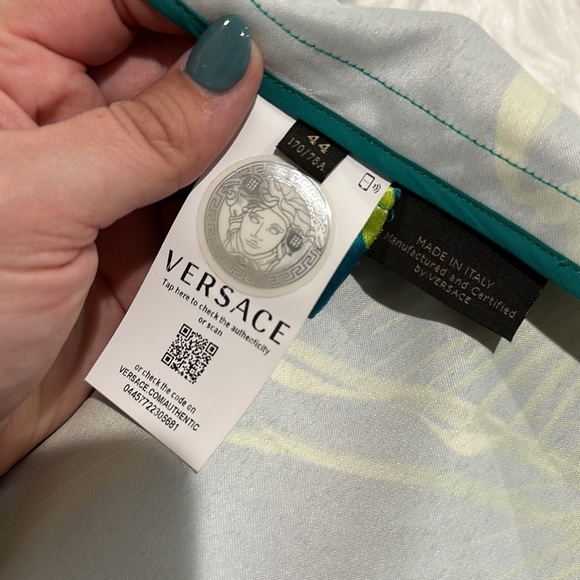 44
170/78A
VERSACE
Tap here to check the authenticity
or scan
or check the code on
VERSACE.COM/AUTHENTIC
04457722305681
MADE IN ITALY
Manufactured and Certified
by VERSACE